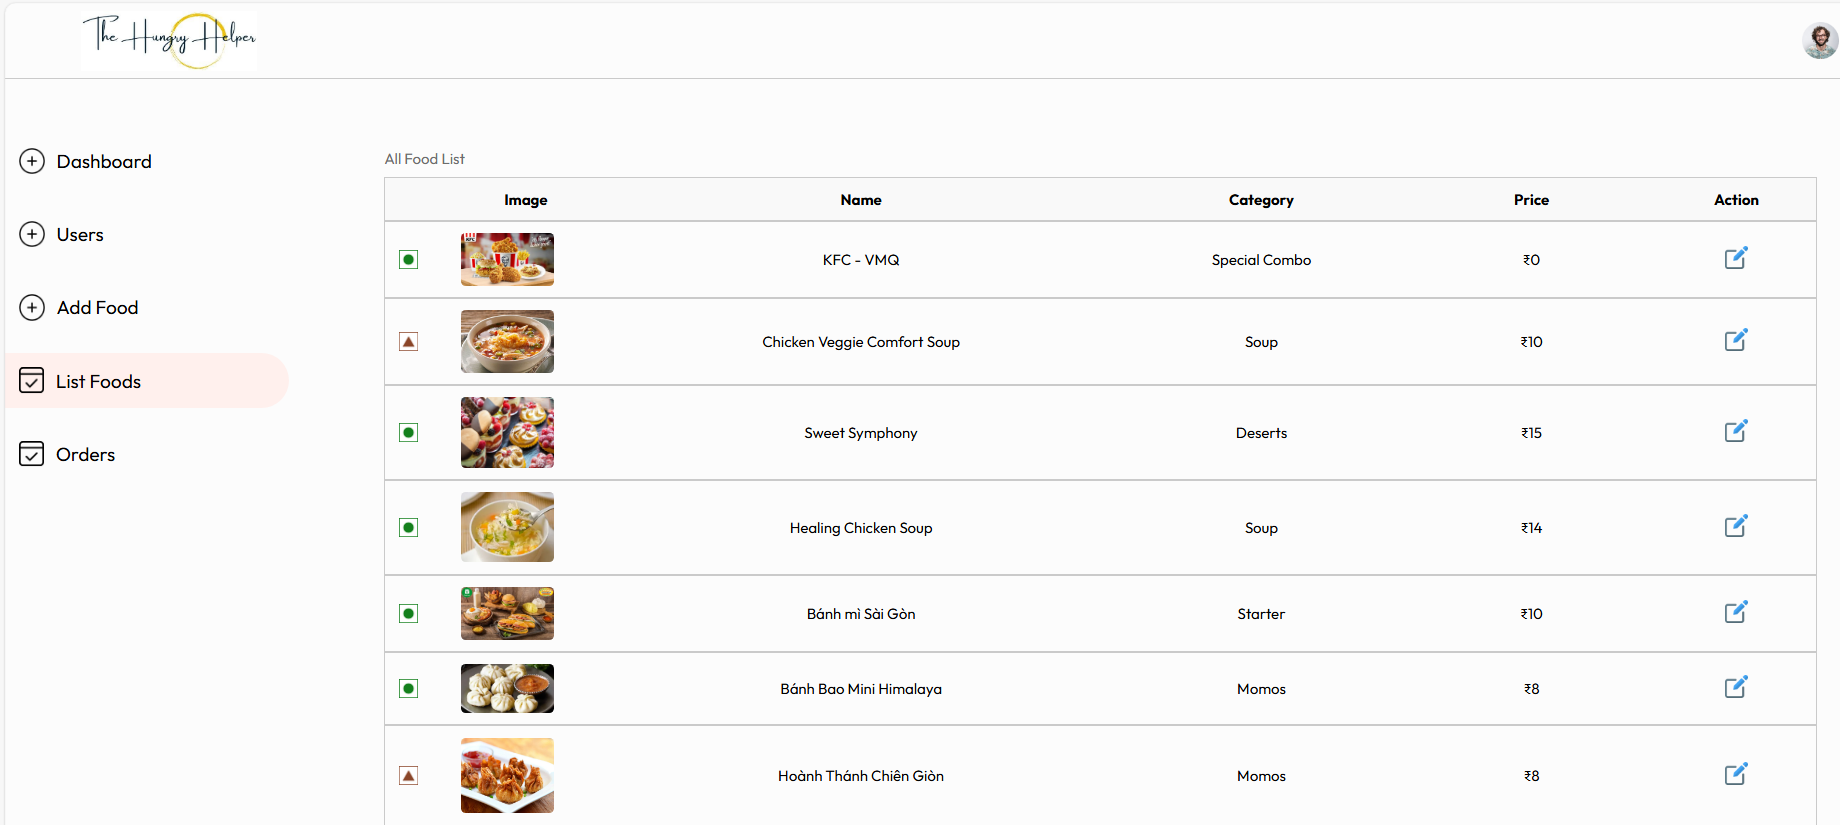 The Hungry Helper
Dashboard
Users
Add Food
List Foods
Orders
All Food List
Image Name Category Price Action
KFC - VMQ Special Combo ₹0
Chicken Veggie Comfort Soup Soup ₹10
Sweet Symphony Deserts ₹15
Healing Chicken Soup Soup ₹14
Bánh mì Sài Gòn Starter ₹10
Bánh Bao Mini Himalaya Momos ₹8
Hoành Thánh Chiên Giòn Momos ₹8